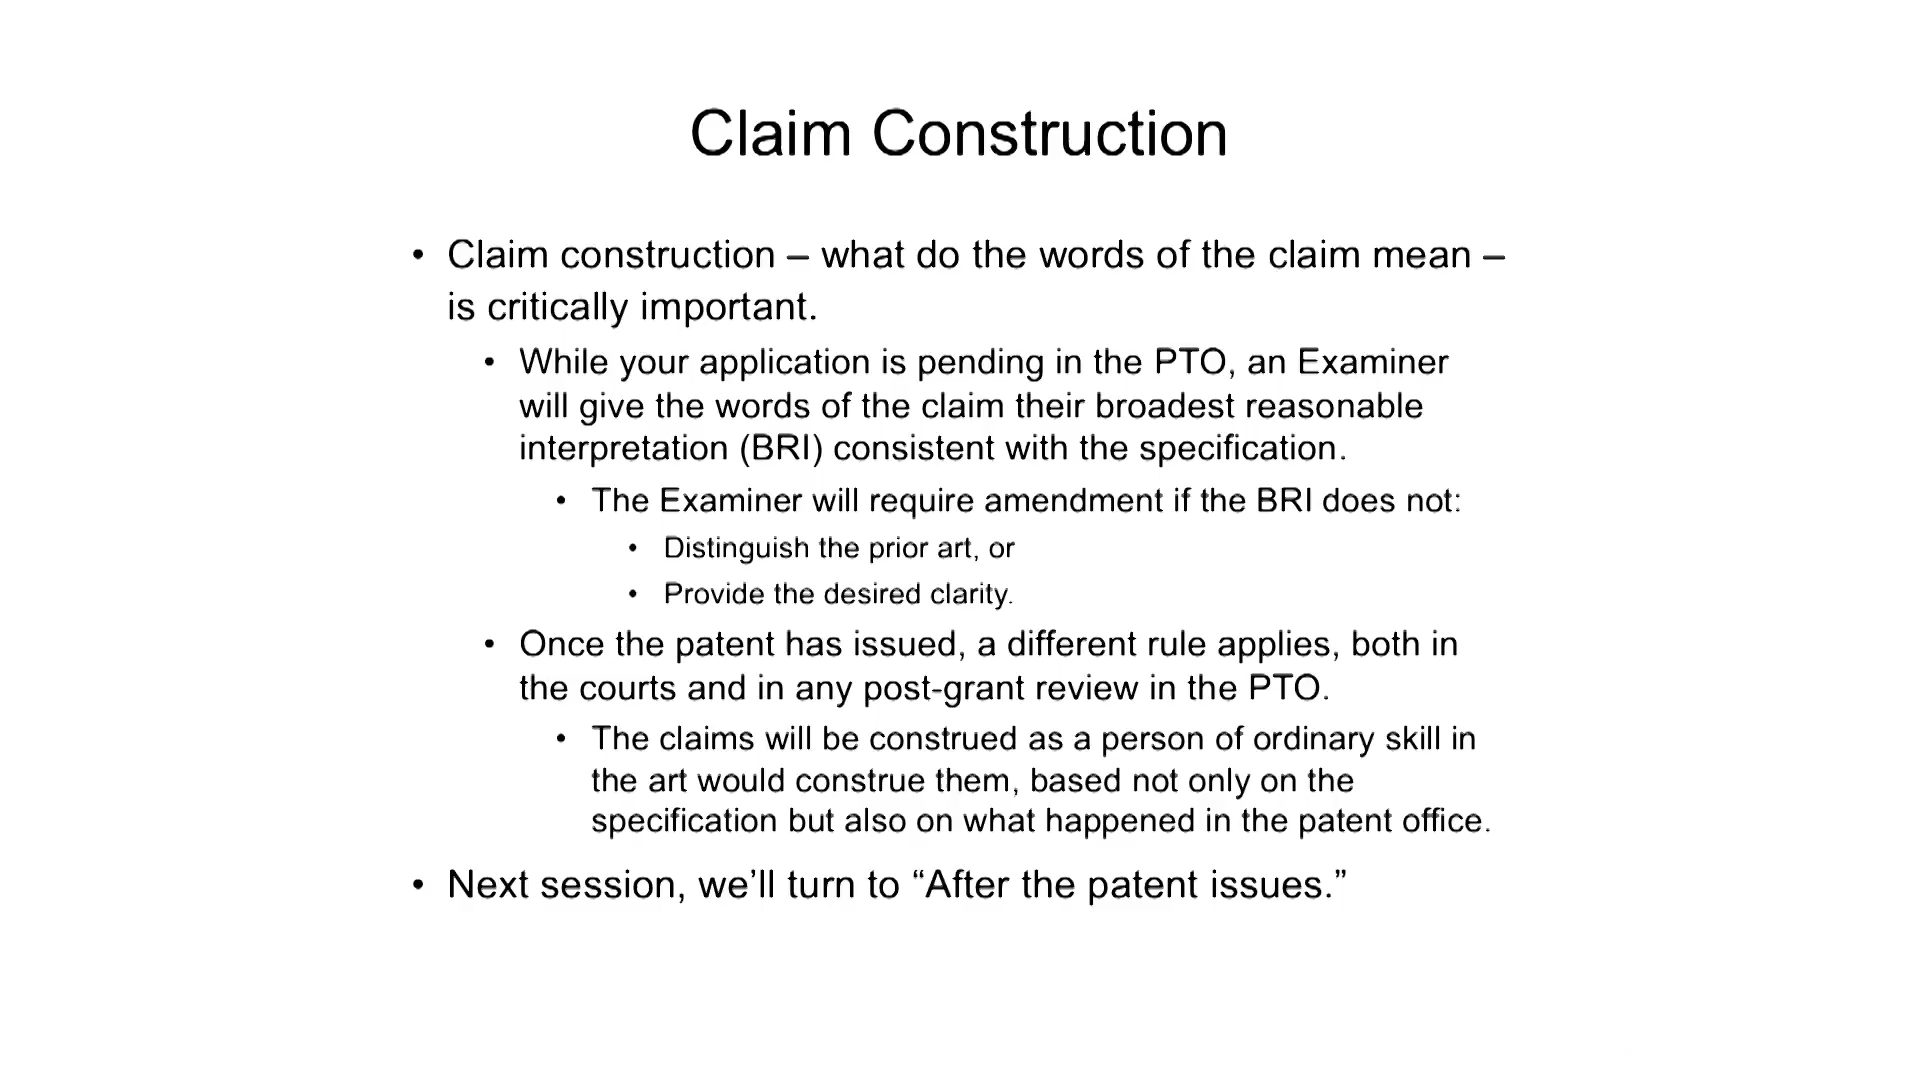 Claim Construction
• Claim construction – what do the words of the claim mean –
is critically important.
• While your application is pending in the PTO, an Examiner
will give the words of the claim their broadest reasonable
interpretation (BRI) consistent with the specification.
• The Examiner will require amendment if the BRI does not:
• Distinguish the prior art, or
• Provide the desired clarity.
• Once the patent has issued, a different rule applies, both in
the courts and in any post-grant review in the PTO.
• The claims will be construed as a person of ordinary skill in
the art would construe them, based not only on the
specification but also on what happened in the patent office.
• Next session, we’ll turn to “After the patent issues.”